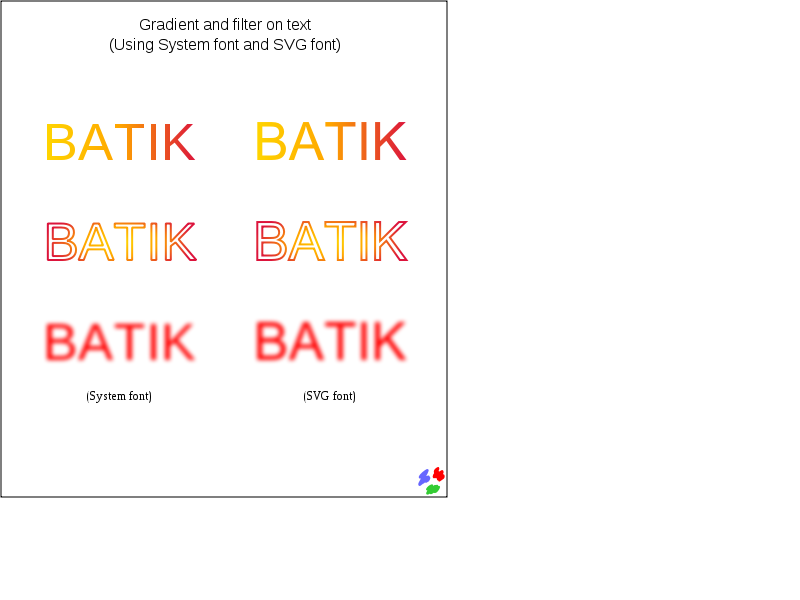 Gradient and filter on text
(Using System font and SVG font)
BATIK BATIK
BATIK BATIK
BATIK BATIK
(System font) (SVG font)